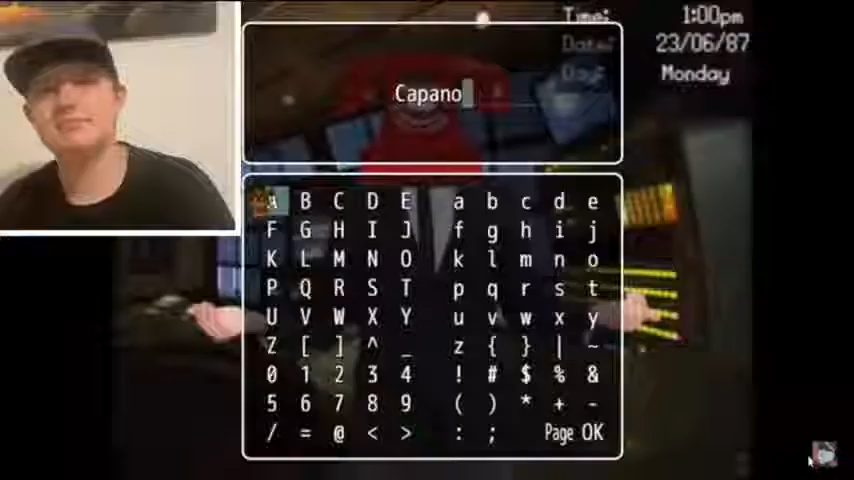 Time: 1:00pm
Date: 23/06/87
Day: Monday
Capano
A B C D E a b c d e
F G H I J f g h i j
K L M N O k l m n o
P Q R S T p q r s t
U V W X Y u v w x y
Z [ ] ^ _ z { } | ~
0 1 2 3 4 ! # $ % &
5 6 7 8 9 ( ) * + -
/ = @ < > : ; Page OK